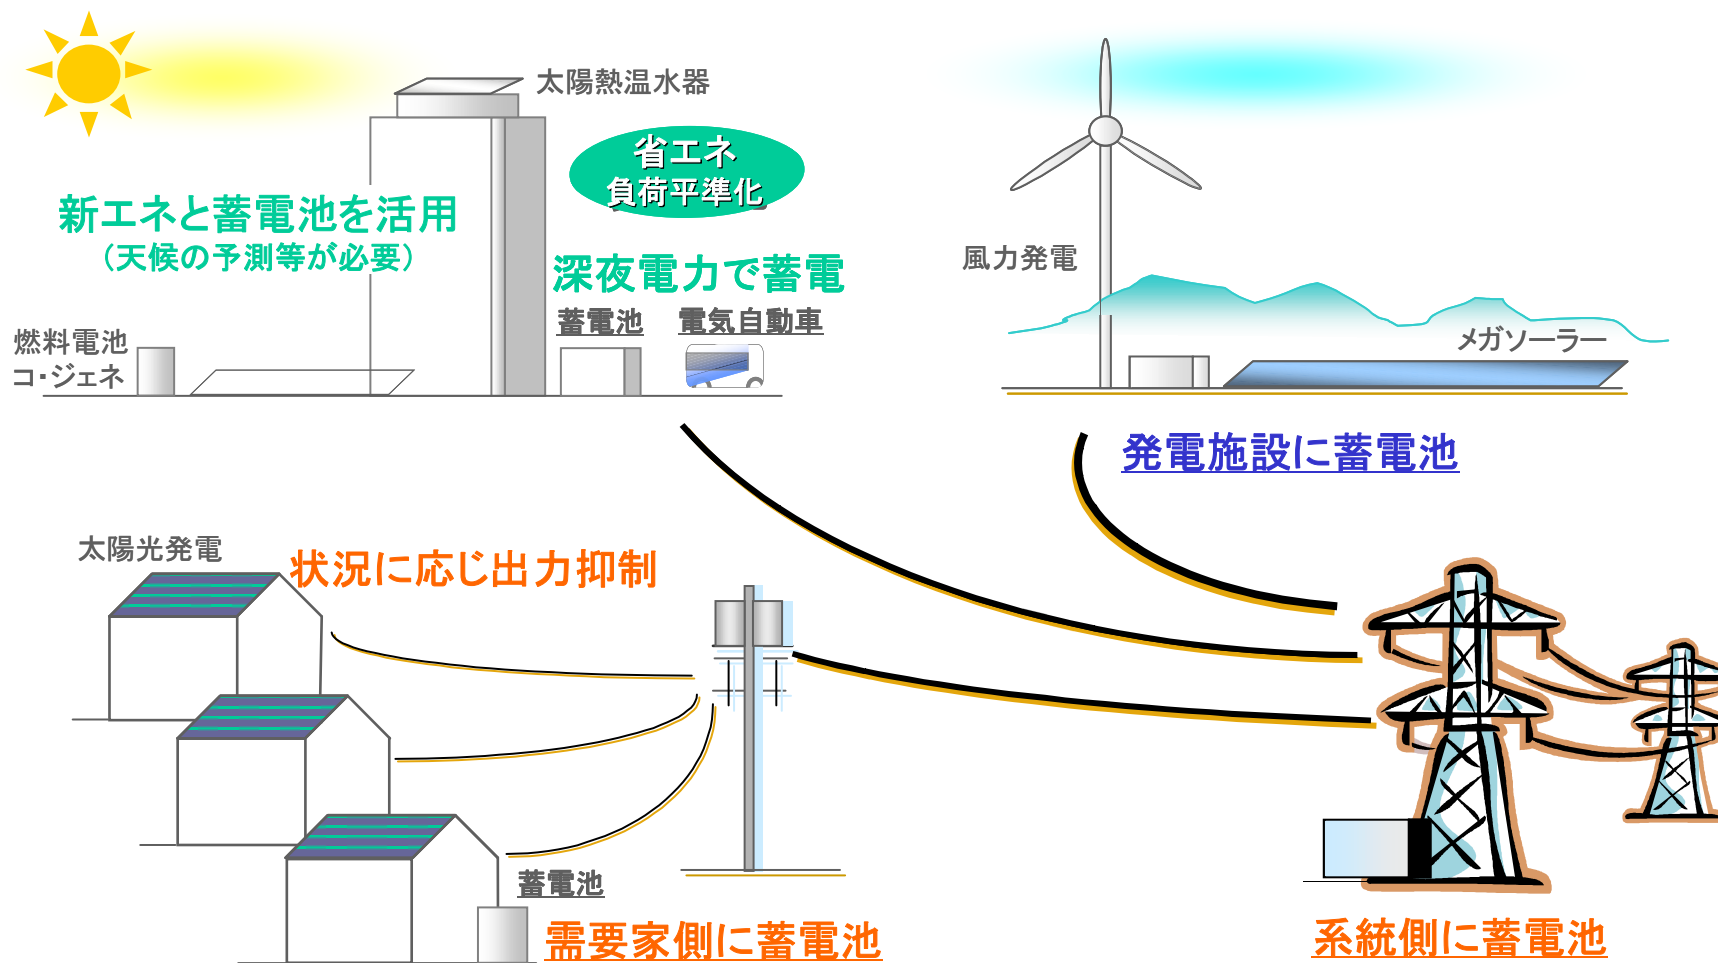 太陽熱温水器
省エネ
負荷平準化
新エネと蓄電池を活用
（天候の予測等が必要）
深夜電力で蓄電
蓄電池
電気自動車
燃料電池
コ・ジェネ
風力発電
メガソーラー
発電施設に蓄電池
太陽光発電
状況に応じ出力抑制
蓄電池
需要家側に蓄電池
系統側に蓄電池